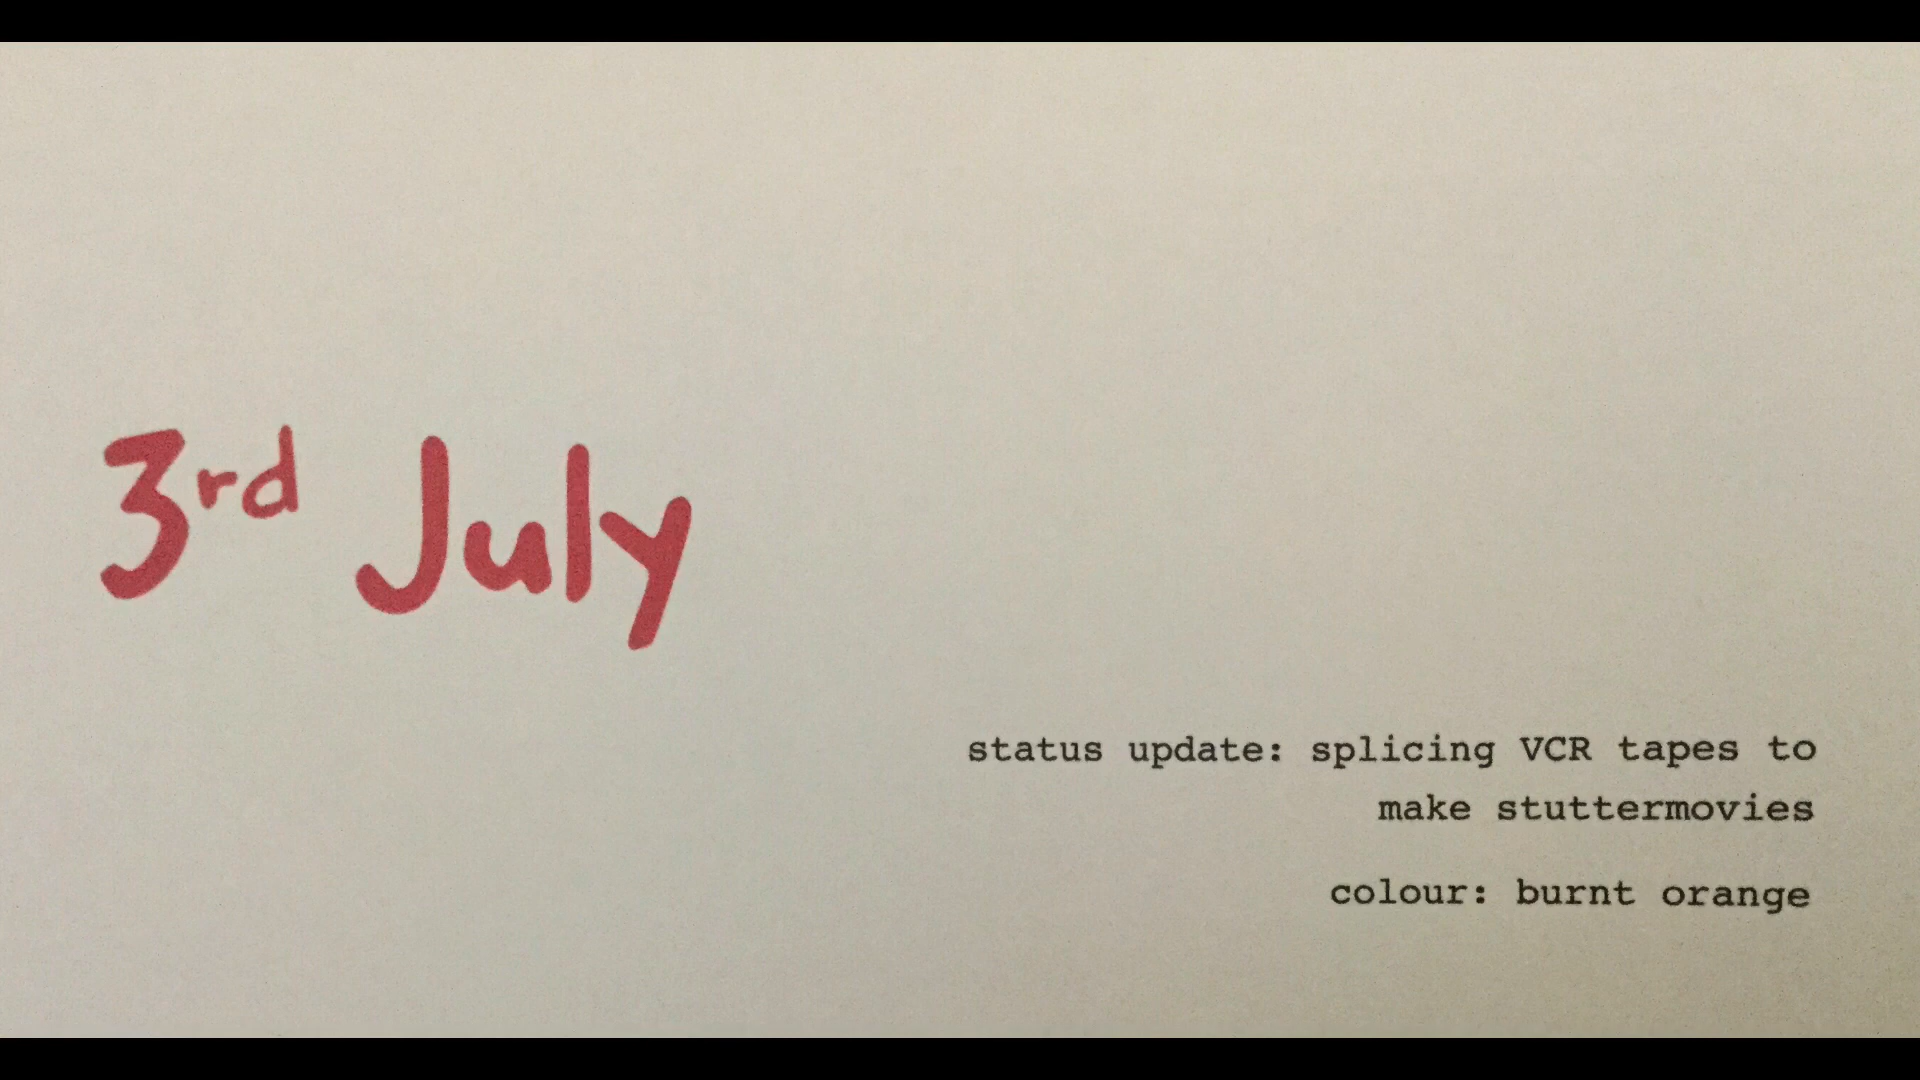 3rd July
status update: splicing VCR tapes to
make stuttermovies
colour: burnt orange